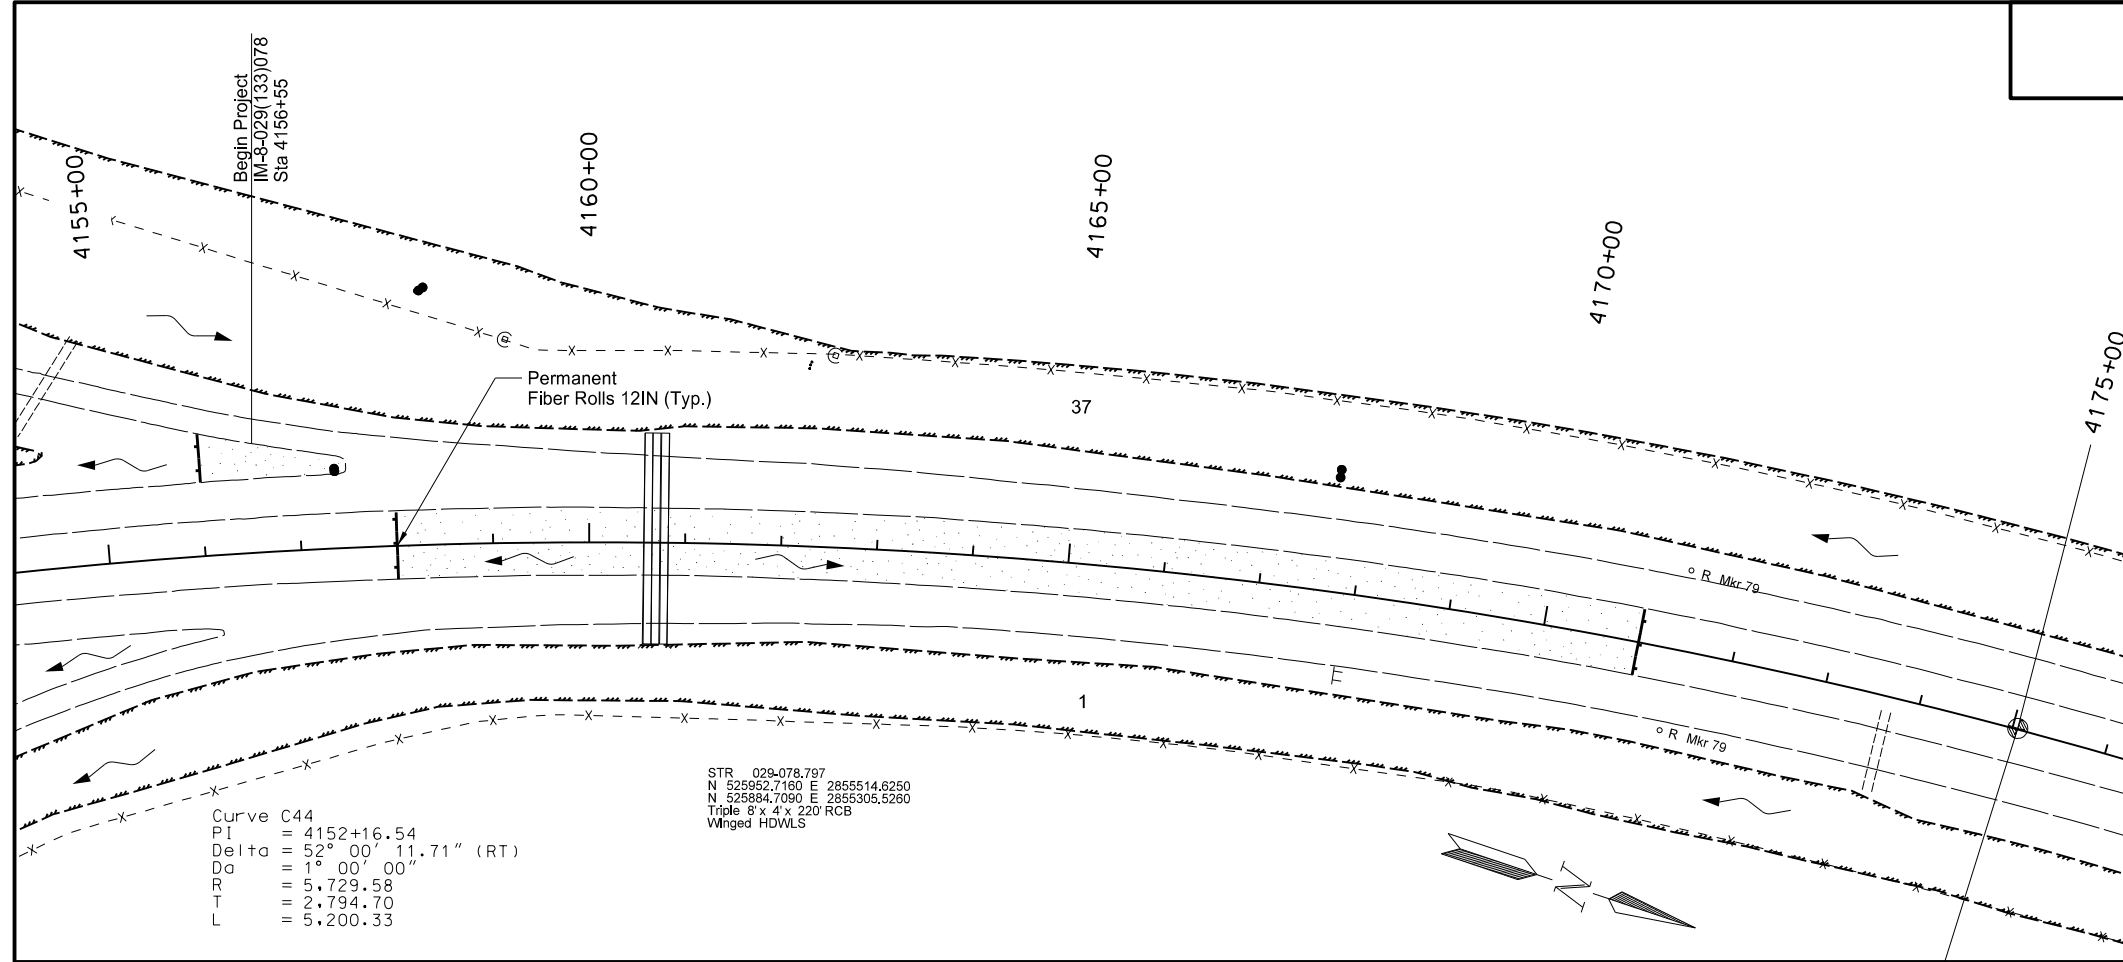 Begin Project
IM-8-029(133)078
Sta 4156+55
4155+00
4160+00
4165+00
4170+00
4175+00
Permanent
Fiber Rolls 12IN (Typ.)
37
R Mkr 79
R Mkr 79
1
STR 029-078.797
N 525952.7160 E 2855514.6250
N 525884.7090 E 2855305.5260
Triple 8' x 4' x 220' RCB
Winged HDWLS
Curve C44
PI = 4152+16.54
Delta = 52° 00' 11.71" (RT)
Da = 1° 00' 00"
R = 5,729.58
T = 2,794.70
L = 5,200.33
N